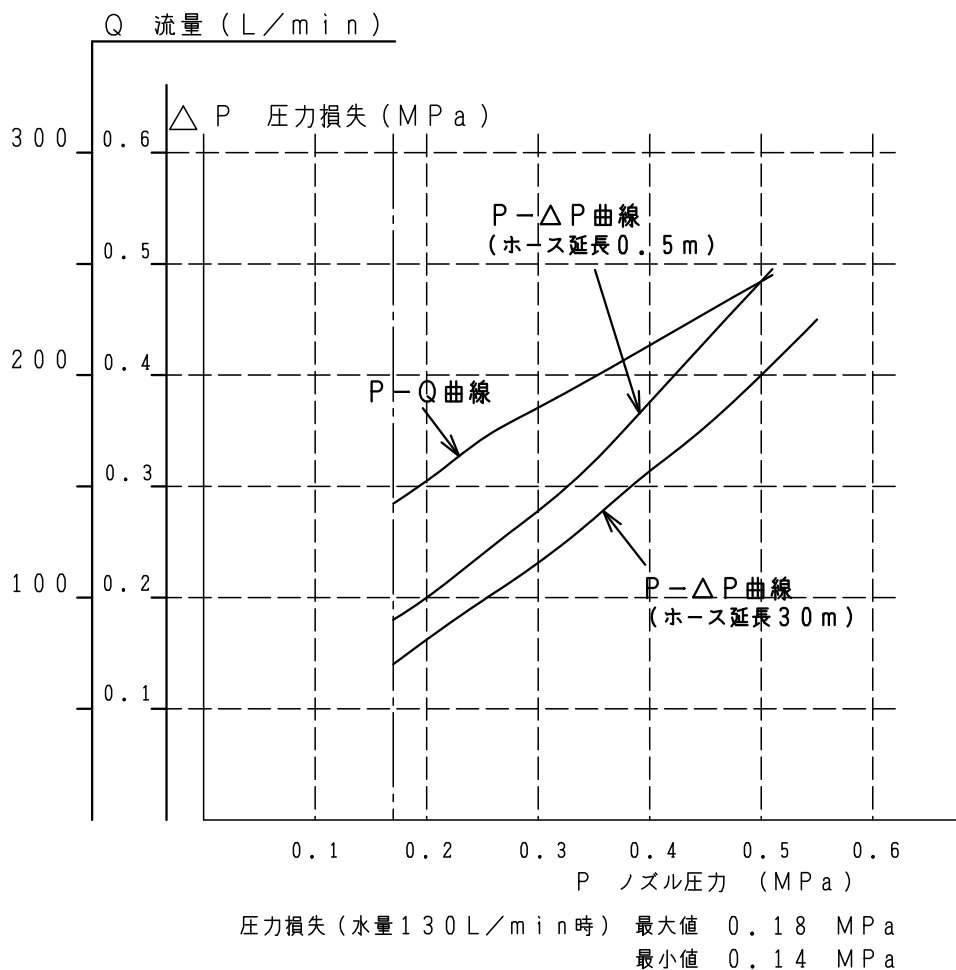 Q 流量(L/min)
△P 圧力損失(MPa)
300
0.6
P-△P曲線
(ホース延長0.5m)
0.5
200
0.4
P-Q曲線
0.3
100
0.2
P-△P曲線
(ホース延長30m)
0.1
0.1 0.2 0.3 0.4 0.5 0.6
P ノズル圧力 (MPa)
圧力損失(水量130L/min時) 最大値 0.18 MPa
最小値 0.14 MPa